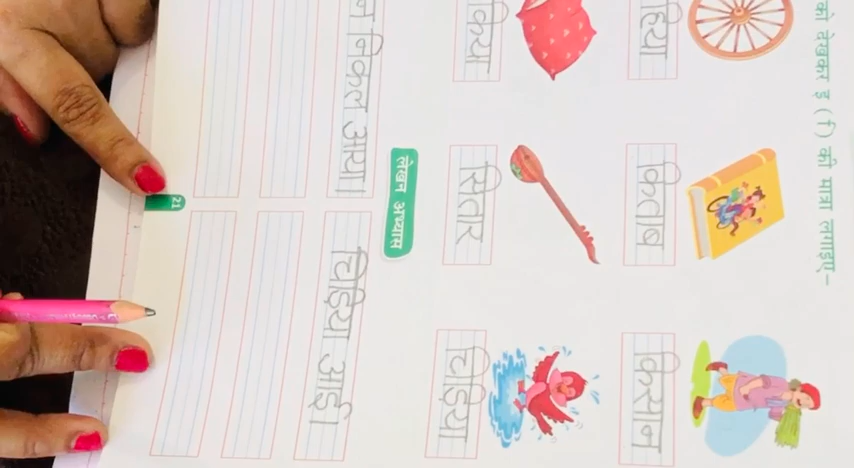 को देखकर इ (ि) की मात्रा लगाइए-
हिया किताब किसान
किया सितार चिड़िया
लेखन अभ्यास
निकल आया। चिड़िया आई।
21